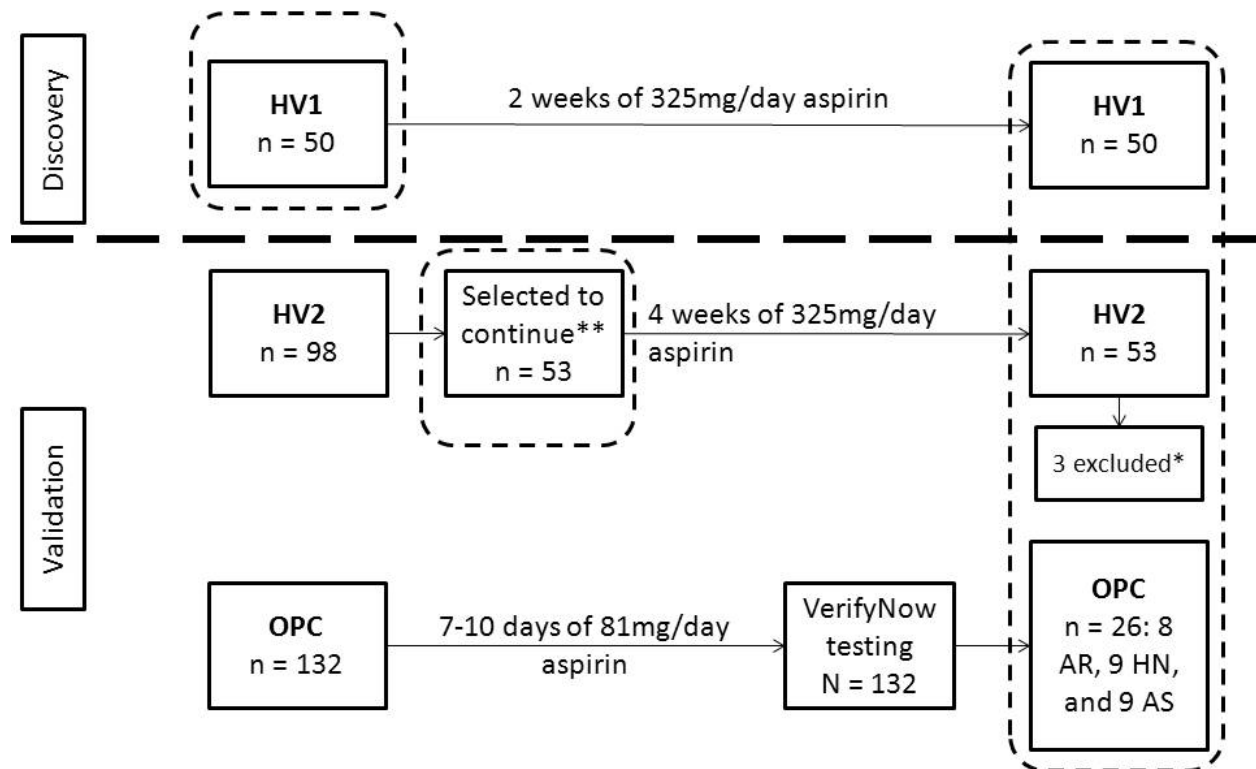 Discovery
HV1
n = 50
2 weeks of 325mg/day aspirin
HV1
n = 50
Validation
HV2
n = 98
Selected to
continue**
n = 53
4 weeks of 325mg/day
aspirin
HV2
n = 53
3 excluded*
OPC
n = 132
7-10 days of 81mg/day
aspirin
VerifyNow
testing
N = 132
OPC
n = 26: 8
AR, 9 HN,
and 9 AS